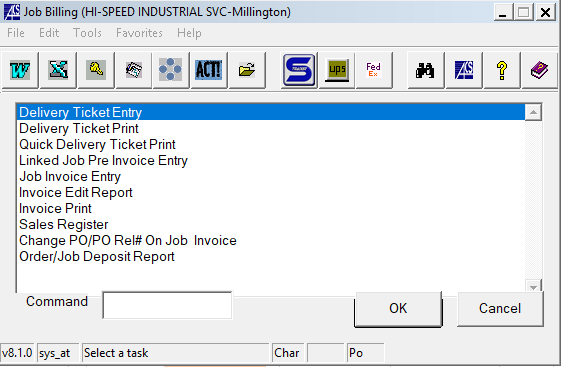 AS Job Billing (HI-SPEED INDUSTRIAL SVC-Millington)
File Edit Tools Favorites Help
W X ACT! S ups Fed Ex AS ?
Delivery Ticket Entry
Delivery Ticket Print
Quick Delivery Ticket Print
Linked Job Pre Invoice Entry
Job Invoice Entry
Invoice Edit Report
Invoice Print
Sales Register
Change PO/PO Rel# On Job Invoice
Order/Job Deposit Report
Command OK Cancel
v8.1.0 sys_at Select a task Char Po